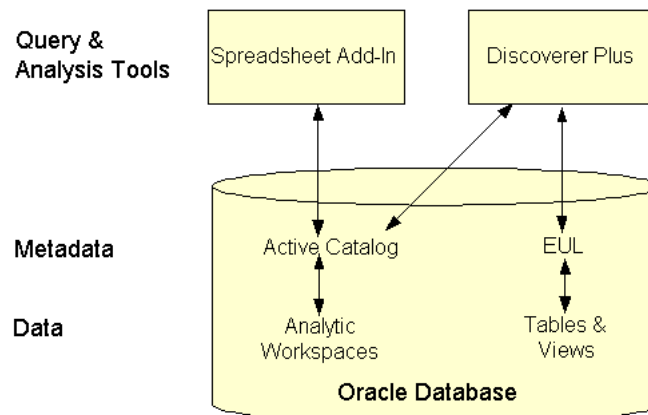 Query &
Analysis Tools
Spreadsheet Add-In
Discoverer Plus
Metadata
Active Catalog
EUL
Data
Analytic
Workspaces
Tables &
Views
Oracle Database